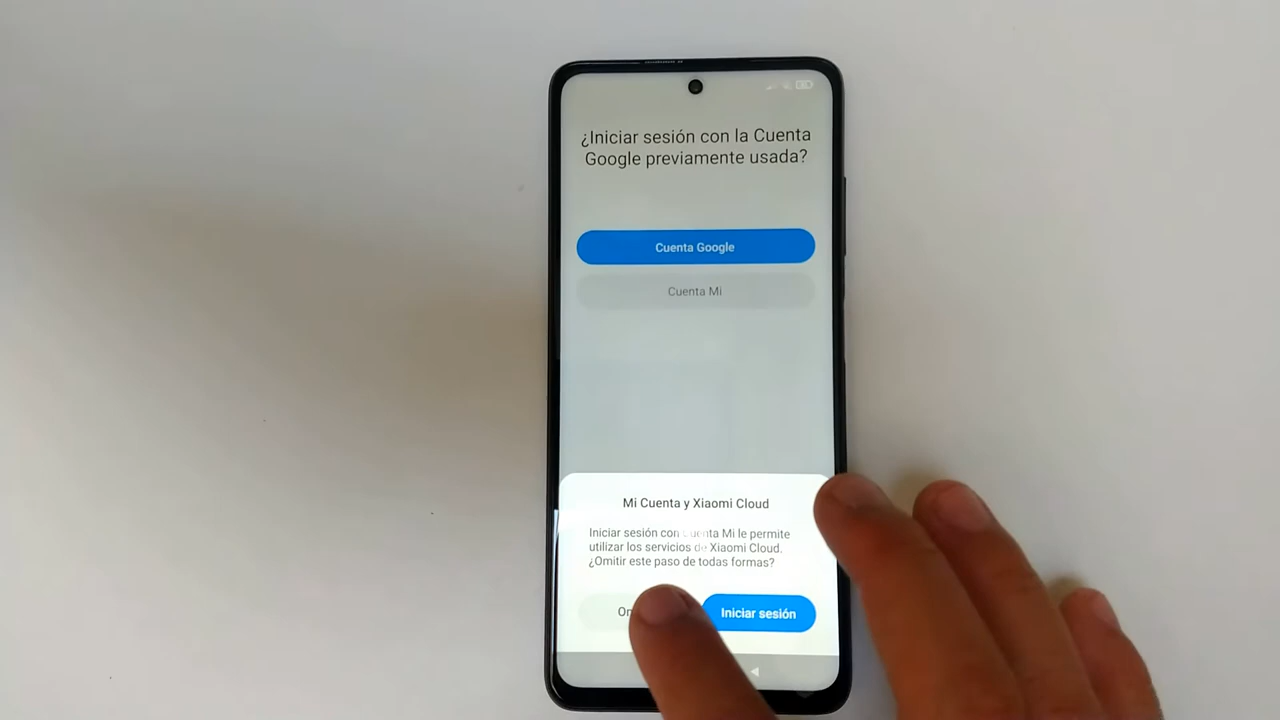 ¿Iniciar sesión con la Cuenta
Google previamente usada?
Cuenta Google
Cuenta Mi
Mi Cuenta y Xiaomi Cloud
Iniciar sesión con Cuenta Mi le permite
utilizar los servicios de Xiaomi Cloud.
¿Omitir este paso de todas formas?
Iniciar sesión